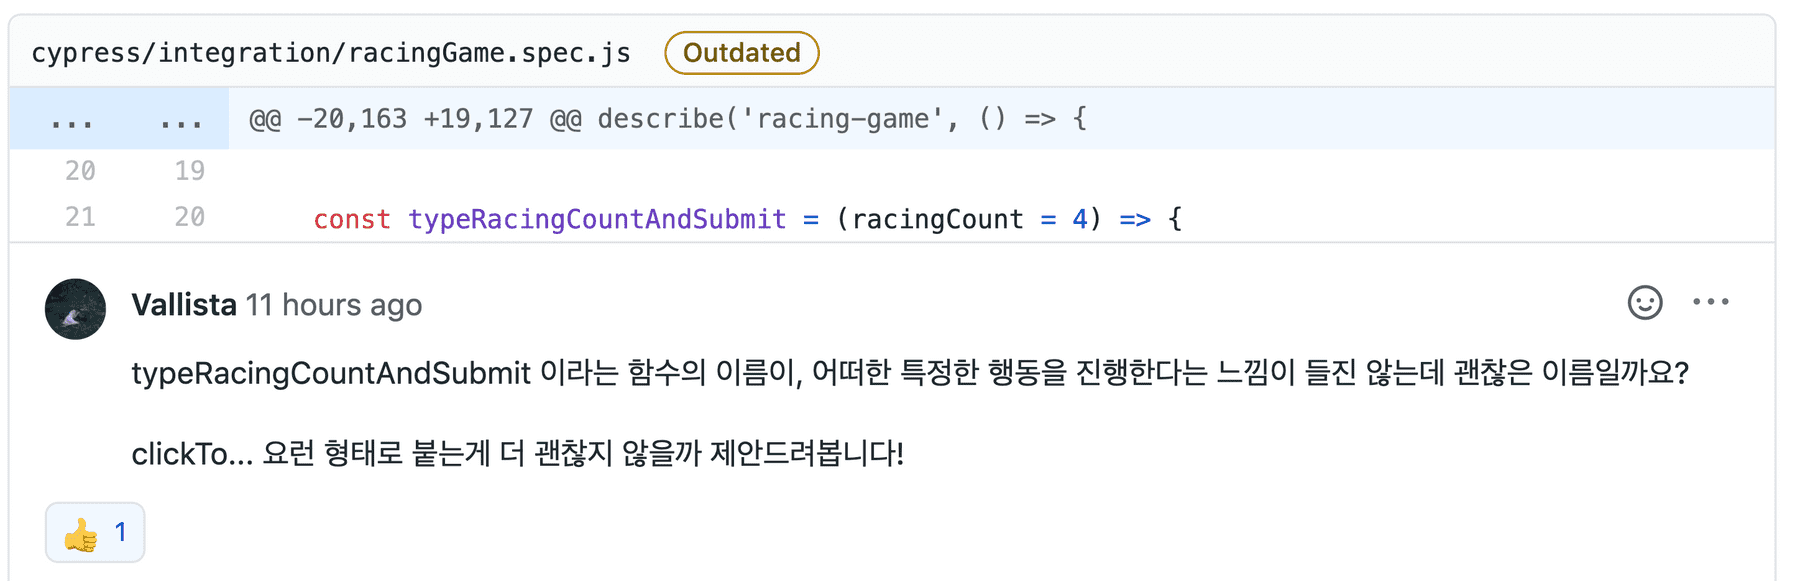 cypress/integration/racingGame.spec.js Outdated
... ... @@ -20,163 +19,127 @@ describe('racing-game', () => {
20 19
21 20 const typeRacingCountAndSubmit = (racingCount = 4) => {
Vallista 11 hours ago
typeRacingCountAndSubmit 이라는 함수의 이름이, 어떠한 특정한 행동을 진행한다는 느낌이 들진 않는데 괜찮은 이름일까요?
clickTo... 요런 형태로 붙는게 더 괜찮지 않을까 제안드려봅니다!
👍 1